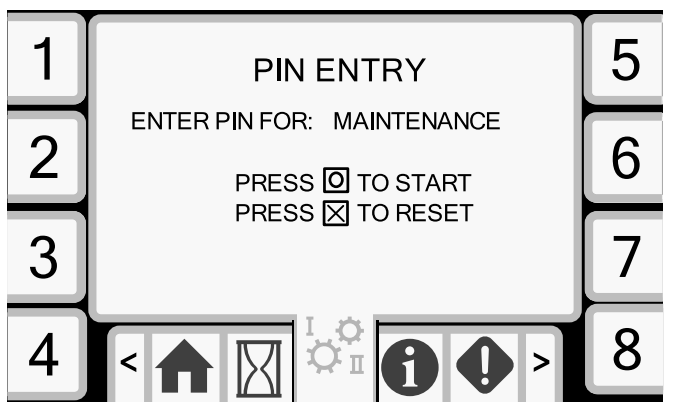 1
5
PIN ENTRY
ENTER PIN FOR: MAINTENANCE
2
6
PRESS O TO START
PRESS X TO RESET
3
7
4
8
< I II i ! >